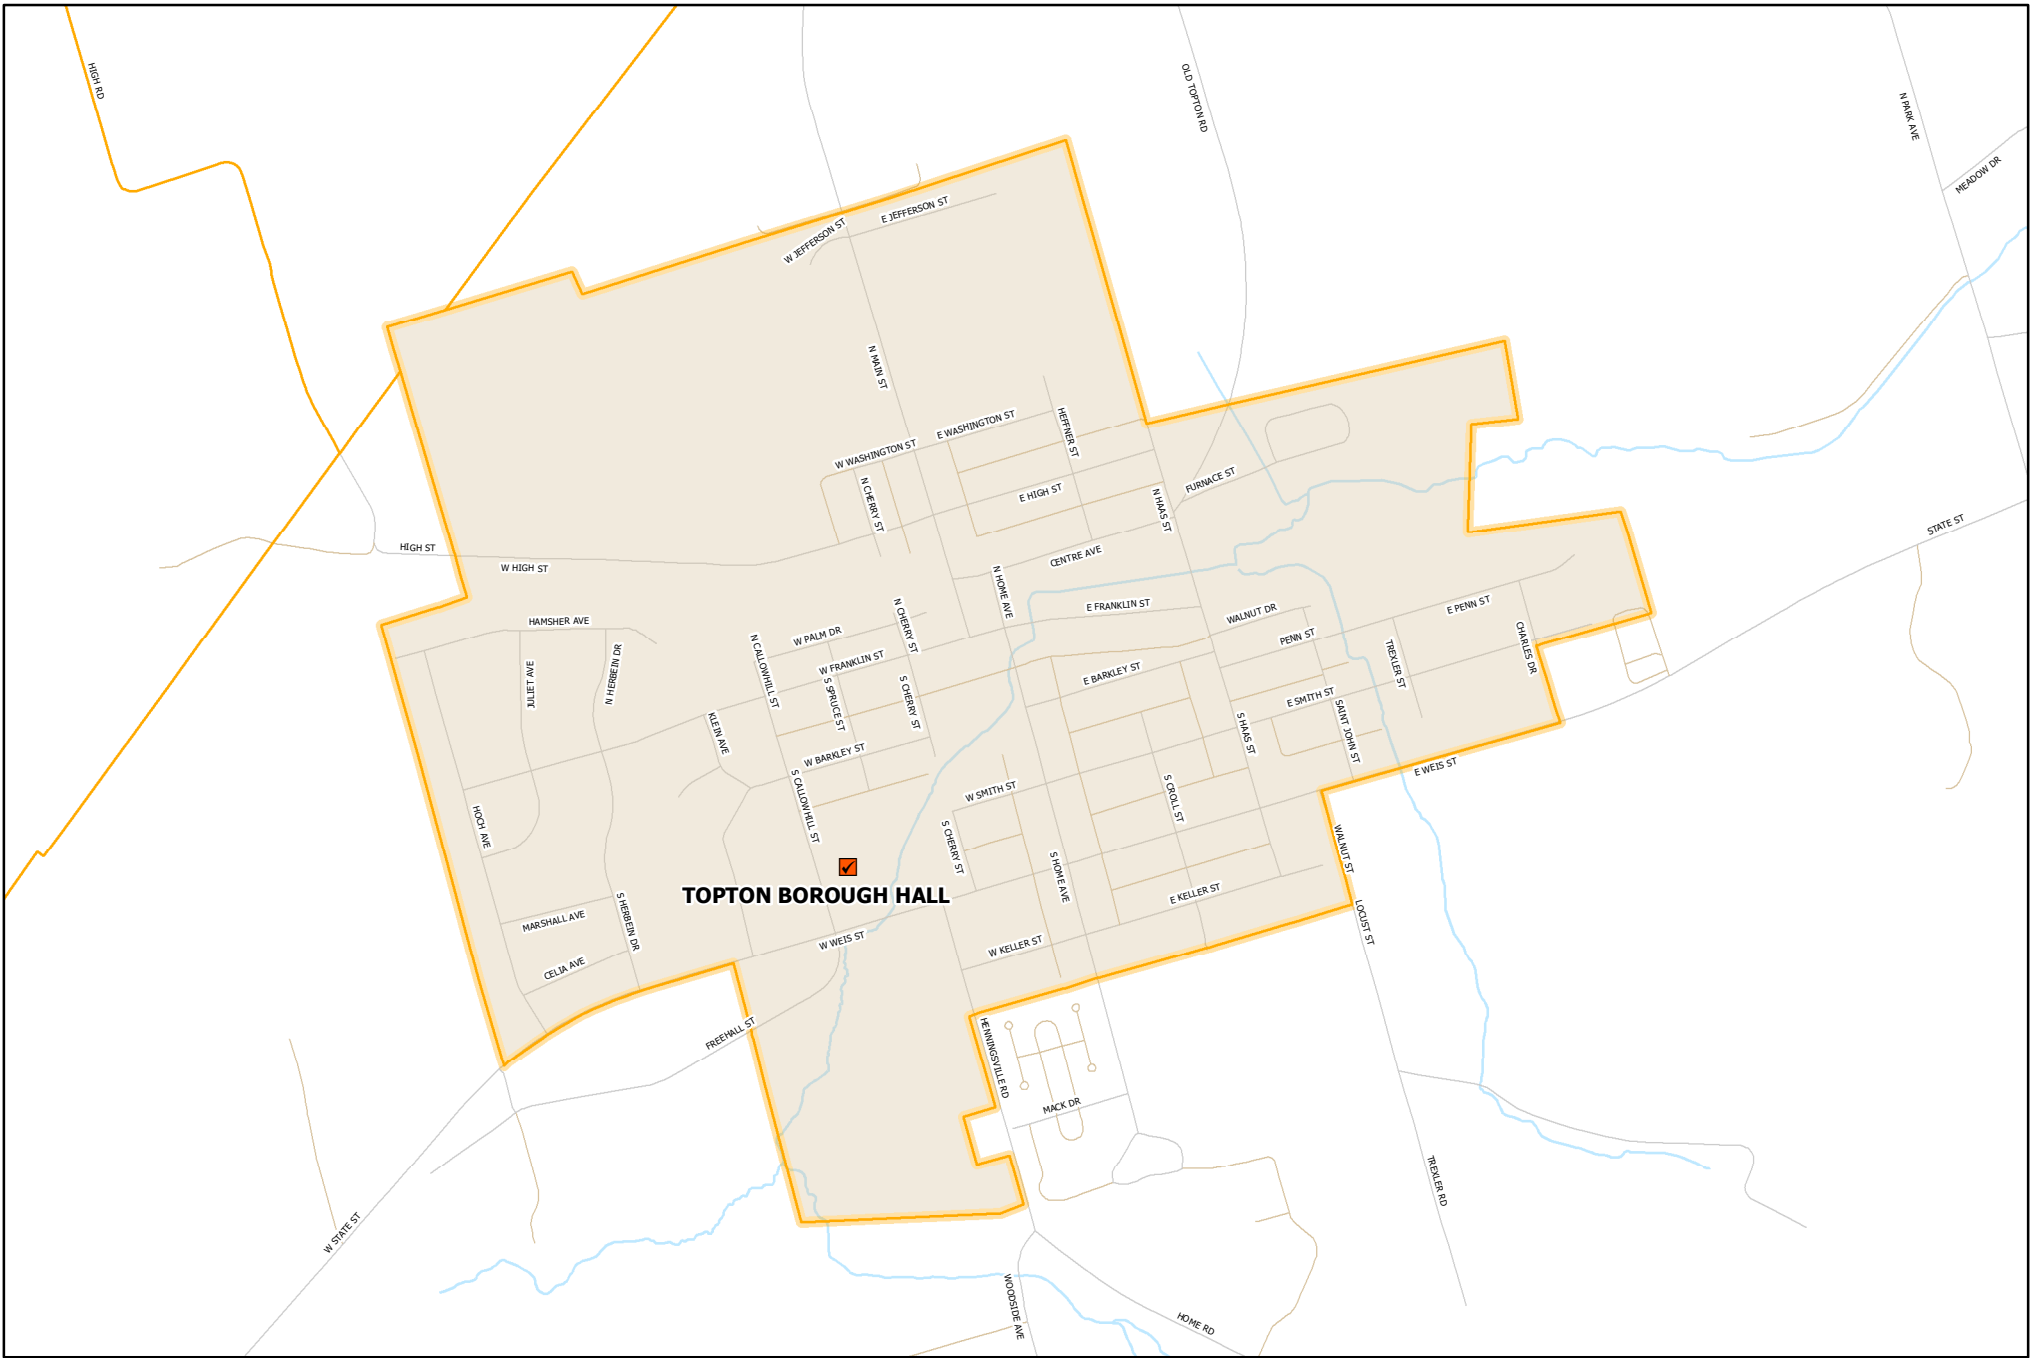 HIGH RD
OLD TOPTON RD
N PARK AVE
MEADOW DR
W JEFFERSON ST
E JEFFERSON ST
N MAIN ST
E WASHINGTON ST
W WASHINGTON ST
HEFFNER ST
N CHERRY ST
E HIGH ST
FURNACE ST
N HAAS ST
STATE ST
HIGH ST
W HIGH ST
CENTRE AVE
N HOME AVE
E FRANKLIN ST
WALNUT DR
E PENN ST
PENN ST
CHARLES DR
HAMSHER AVE
N CHERRY ST
W PALM DR
N CALLOWHILL ST
W FRANKLIN ST
JULIET AVE
N HERBEIN DR
S SPRUCE ST
S CHERRY ST
E BARKLEY ST
TREXLER ST
E SMITH ST
SAINT JOHN ST
KLEIN AVE
S HAAS ST
W BARKLEY ST
E WEIS ST
S CALLOWHILL ST
W SMITH ST
S CROLL ST
HOCH AVE
S CHERRY ST
WALNUT ST
S HOME AVE
TOPTON BOROUGH HALL
E KELLER ST
MARSHALL AVE
S HERBEIN DR
LOCUST ST
W WEIS ST
W KELLER ST
CELIA AVE
FREEHALL ST
HENNINGSVILLE RD
MACK DR
TREXLER RD
W STATE ST
WOODSIDE AVE
HOME RD